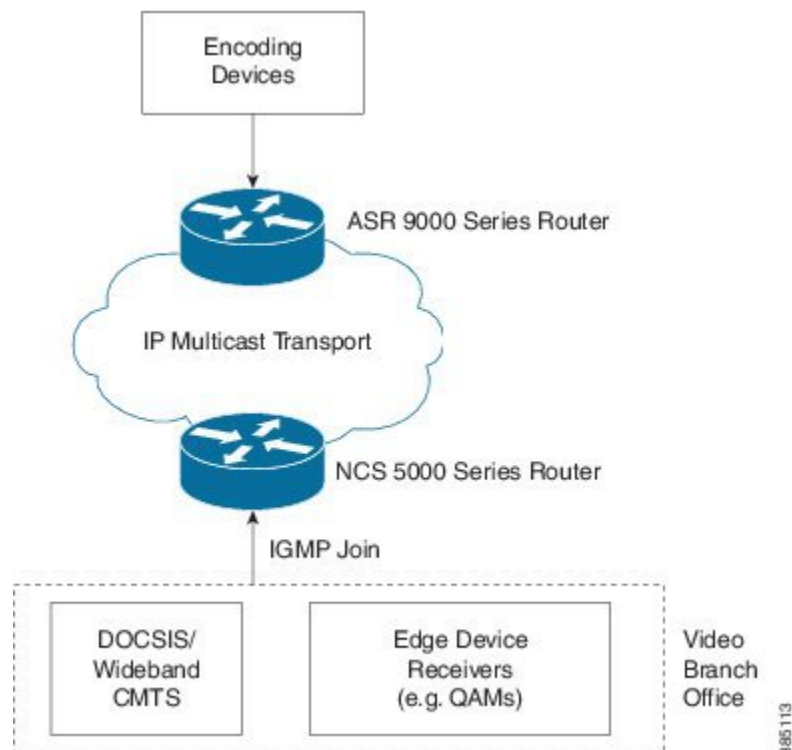 Encoding
Devices
ASR 9000 Series Router
IP Multicast Transport
NCS 5000 Series Router
IGMP Join
DOCSIS/
Wideband
CMTS
Edge Device
Receivers
(e.g. QAMs)
Video
Branch
Office